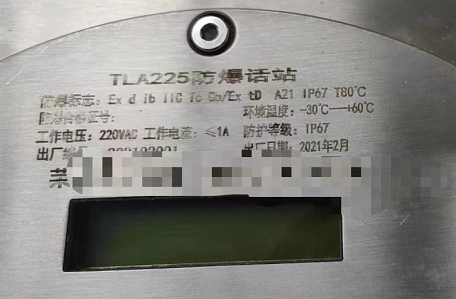 TLA225防爆话站
防爆标志: Ex d ib IIC T6 Gb/Ex tD A21 IP67 T80℃
防爆合格证号: 环境温度: -30℃—+60℃
工作电压: 220VAC 工作电流: ≤1A 防护等级: IP67
出厂编 出厂日期: 2021年2月